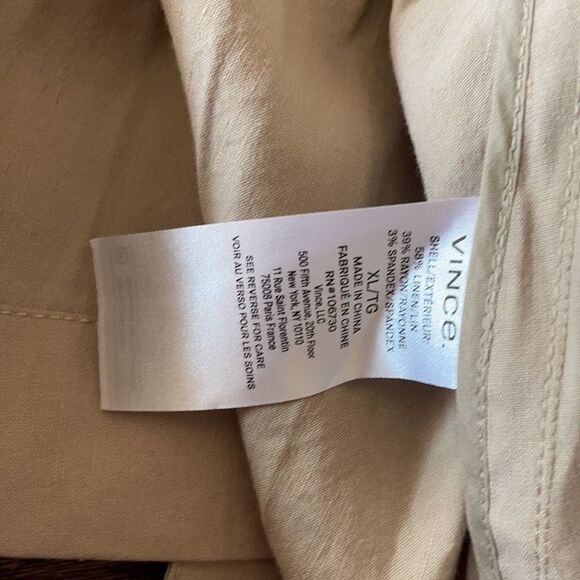 VINCE.
SHELL/EXTÉRIEUR:
58% LINEN/LIN
39% RAYON/RAYONNE
3% SPANDEX/SPANDEX
XL/TG
MADE IN CHINA
FABRIQUÉ EN CHINE
RN#106730
Vince, LLC
500 Fifth Avenue, 20th Floor
New York, NY 10110
11 Rue Saint Florentin
75008 Paris France
SEE REVERSE FOR CARE
VOIR AU VERSO POUR LES SOINS